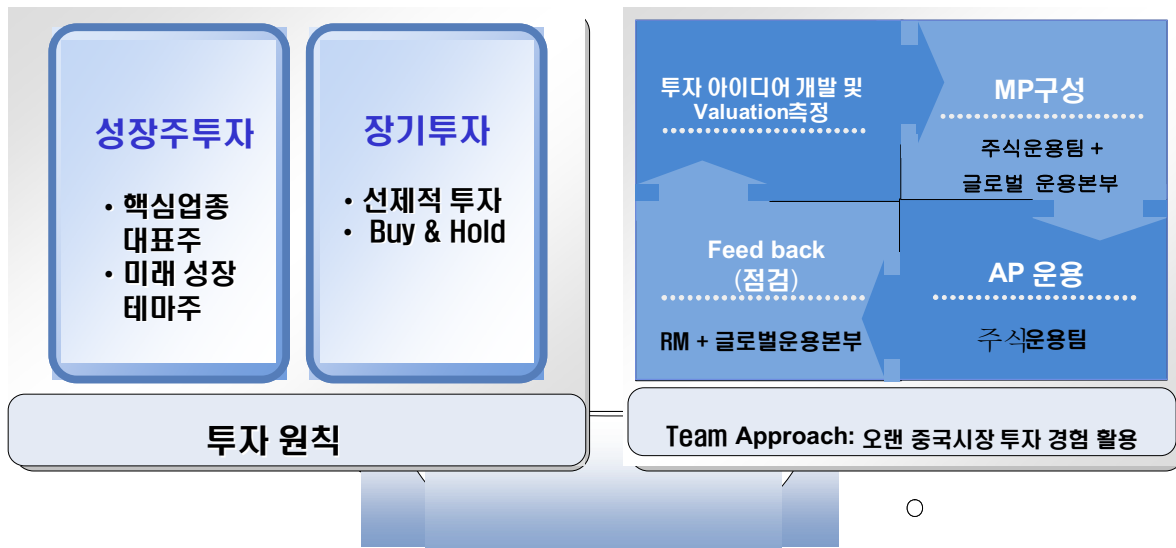 성장주투자
• 핵심업종
대표주
• 미래 성장
테마주
장기투자
• 선제적 투자
• Buy & Hold
투자 원칙
투자 아이디어 개발 및
Valuation측정
MP구성
주식운용팀 +
글로벌 운용본부
Feed back
(점검)
RM + 글로벌운용본부
AP 운용
주식운용팀
Team Approach: 오랜 중국시장 투자 경험 활용